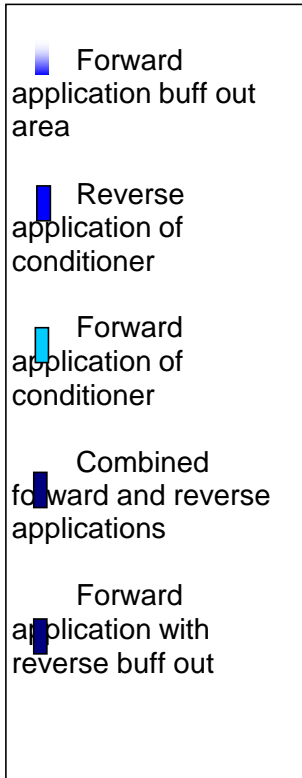 Forward
application buff out
area
Reverse
application of
conditioner
Forward
application of
conditioner
Combined
forward and reverse
applications
Forward
application with
reverse buff out